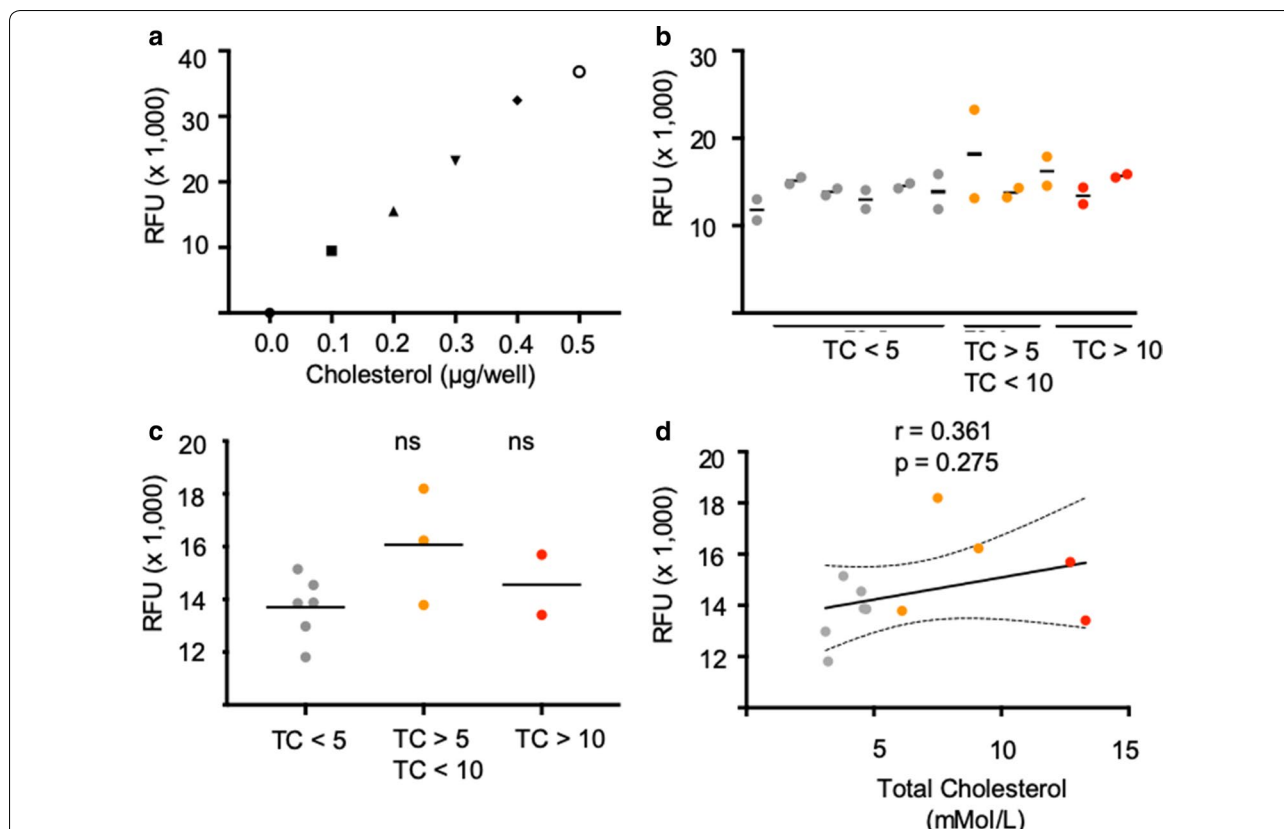 a
40
30
20
10
RFU (x 1,000)
0.0 0.1 0.2 0.3 0.4 0.5
Cholesterol (µg/well)
b
30
20
10
RFU (x 1,000)
TC < 5 TC > 5 TC > 10
TC < 10
c
ns ns
20
18
16
14
12
RFU (x 1,000)
TC < 5 TC > 5 TC > 10
TC < 10
d
r = 0.361
p = 0.275
20
18
16
14
12
RFU (x 1,000)
5 10 15
Total Cholesterol
(mMol/L)